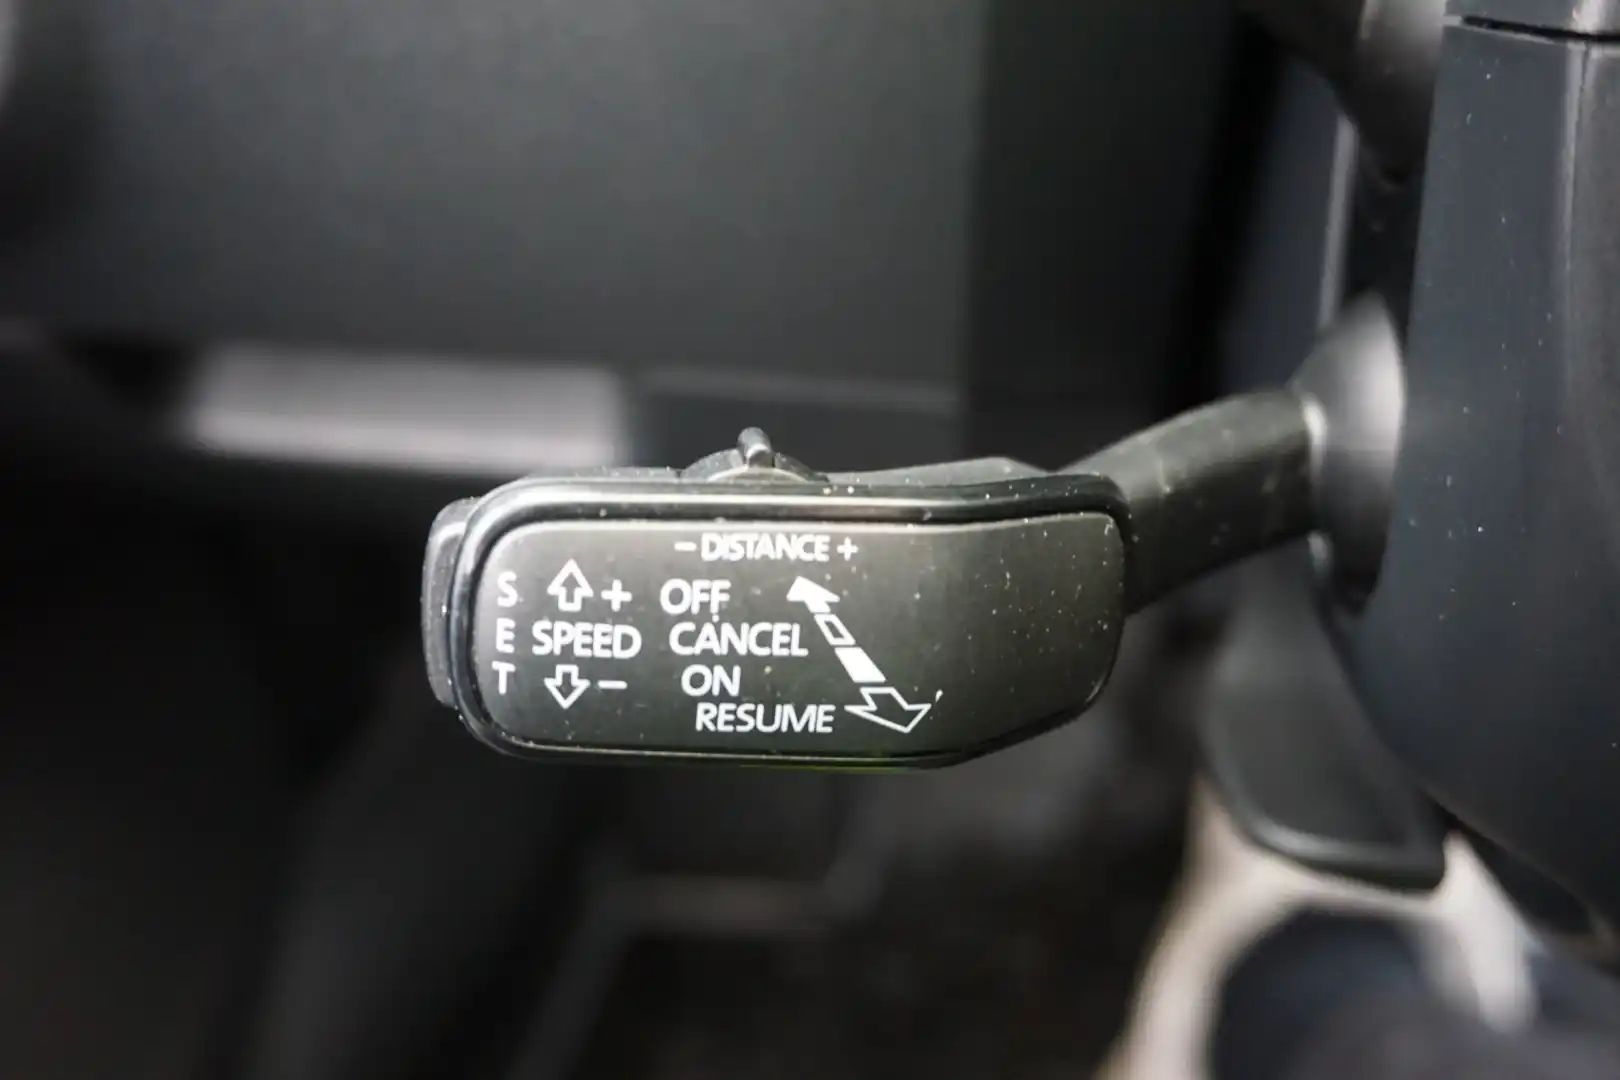 - DISTANCE +
S + OFF
E SPEED CANCEL
T - ON
RESUME